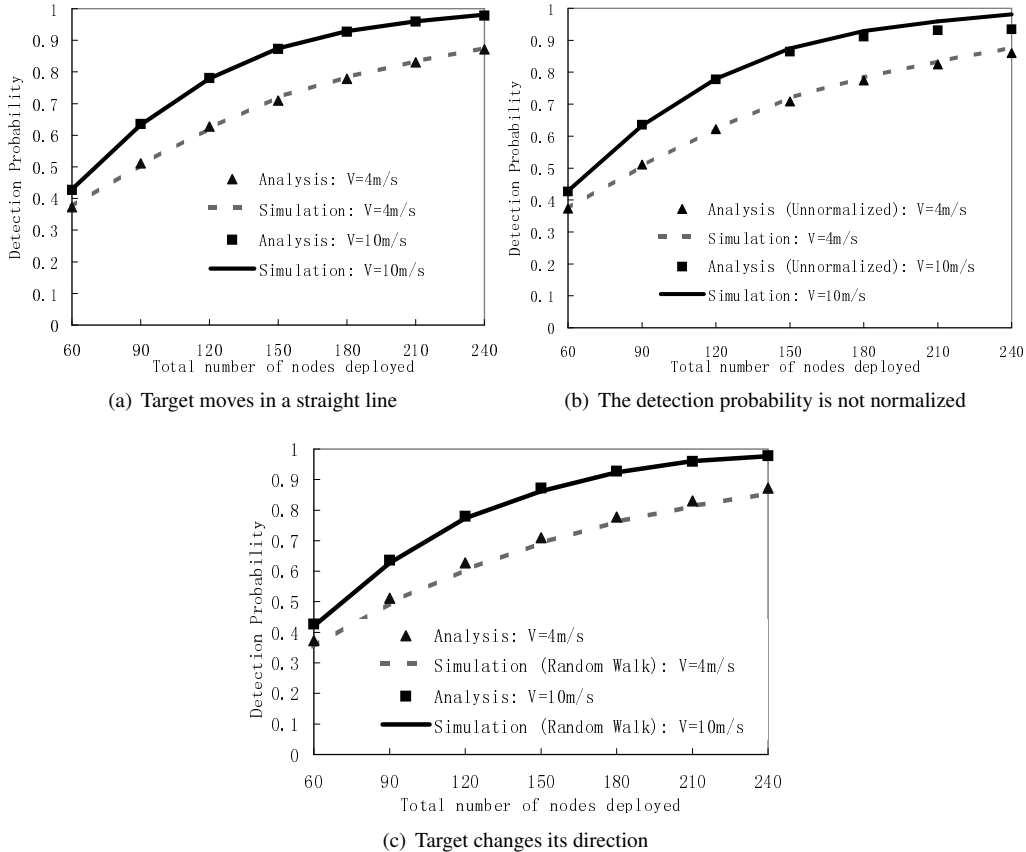 1
0.9
0.8
0.7
0.6
0.5
0.4
0.3
0.2
0.1
0
Detection Probability
Analysis: V=4m/s
Simulation: V=4m/s
Analysis: V=10m/s
Simulation: V=10m/s
60 90 120 150 180 210 240
Total number of nodes deployed
(a) Target moves in a straight line
1
0.9
0.8
0.7
0.6
0.5
0.4
0.3
0.2
0.1
0
Detection Probability
Analysis (Unnormalized): V=4m/s
Simulation: V=4m/s
Analysis (Unnormalized): V=10m/s
Simulation: V=10m/s
60 90 120 150 180 210 240
Total number of nodes deployed
(b) The detection probability is not normalized
1
0.9
0.8
0.7
0.6
0.5
0.4
0.3
0.2
0.1
0
Detection Probability
Analysis: V=4m/s
Simulation (Random Walk): V=4m/s
Analysis: V=10m/s
Simulation (Random Walk): V=10m/s
60 90 120 150 180 210 240
Total number of nodes deployed
(c) Target changes its direction